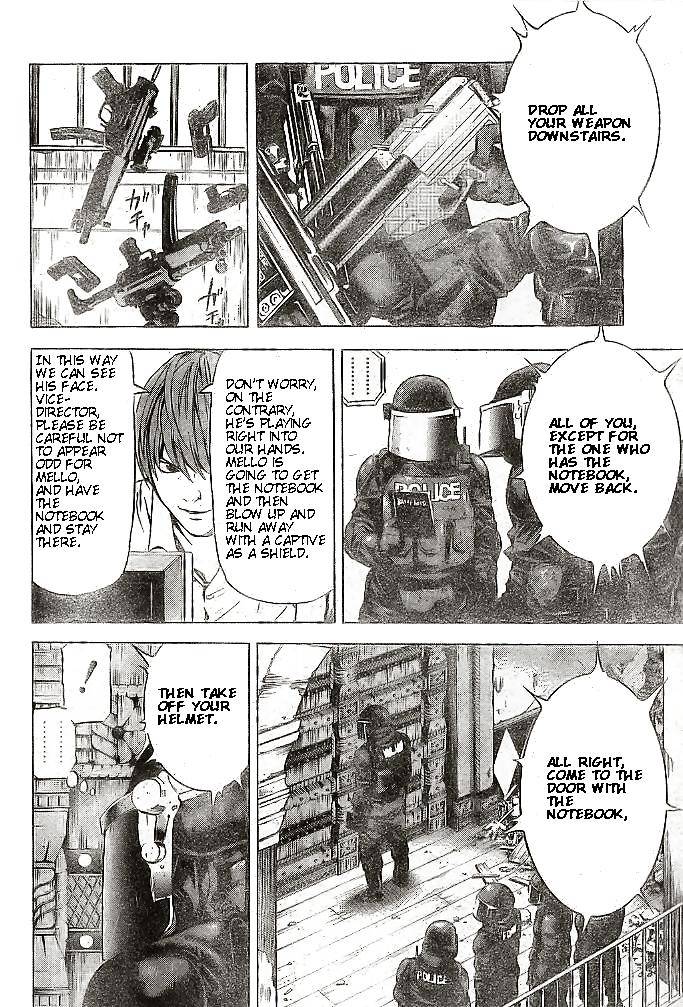 DROP ALL
YOUR WEAPON
DOWNSTAIRS.
POLICE
ガチッ
ガチャ
ALL OF YOU,
EXCEPT FOR
THE ONE WHO
HAS THE
NOTEBOOK,
MOVE BACK.
POLICE
DON'T WORRY,
ON THE
CONTRARY,
HE'S PLAYING
RIGHT INTO
OUR HANDS.
MELLO IS
GOING TO GET
THE NOTEBOOK
AND THEN
BLOW UP AND
RUN AWAY
WITH A CAPTIVE
AS A SHIELD.
IN THIS WAY
WE CAN SEE
HIS FACE.
VICE-
DIRECTOR,
PLEASE BE
CAREFUL NOT
TO APPEAR
ODD FOR
MELLO,
AND HAVE
THE
NOTEBOOK
AND STAY
THERE.
ALL RIGHT,
COME TO THE
DOOR WITH
THE
NOTEBOOK,
POLICE
THEN TAKE
OFF YOUR
HELMET.
!